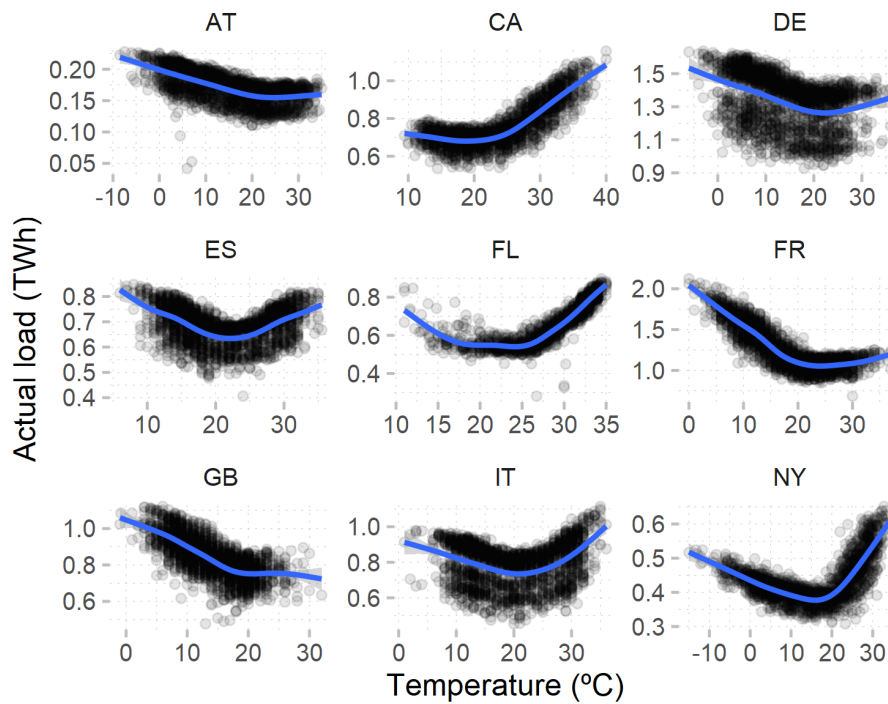 AT CA DE
0.20 1.0 1.5
0.15 0.8 1.3
0.10 0.6 1.1
0.05 0.9
-10 0 10 20 30 10 20 30 40 0 10 20 30
ES FL FR
0.8 0.8 2.0
0.7 0.6 1.5
0.6 0.4 1.0
0.5
0.4
10 20 30 10 15 20 25 30 35 0 10 20 30
GB IT NY
1.0 1.0 0.6
0.8 0.8 0.5
0.6 0.6 0.4
0.3
0 10 20 30 0 10 20 30 -10 0 10 20 30
Actual load (TWh)
Temperature (ºC)